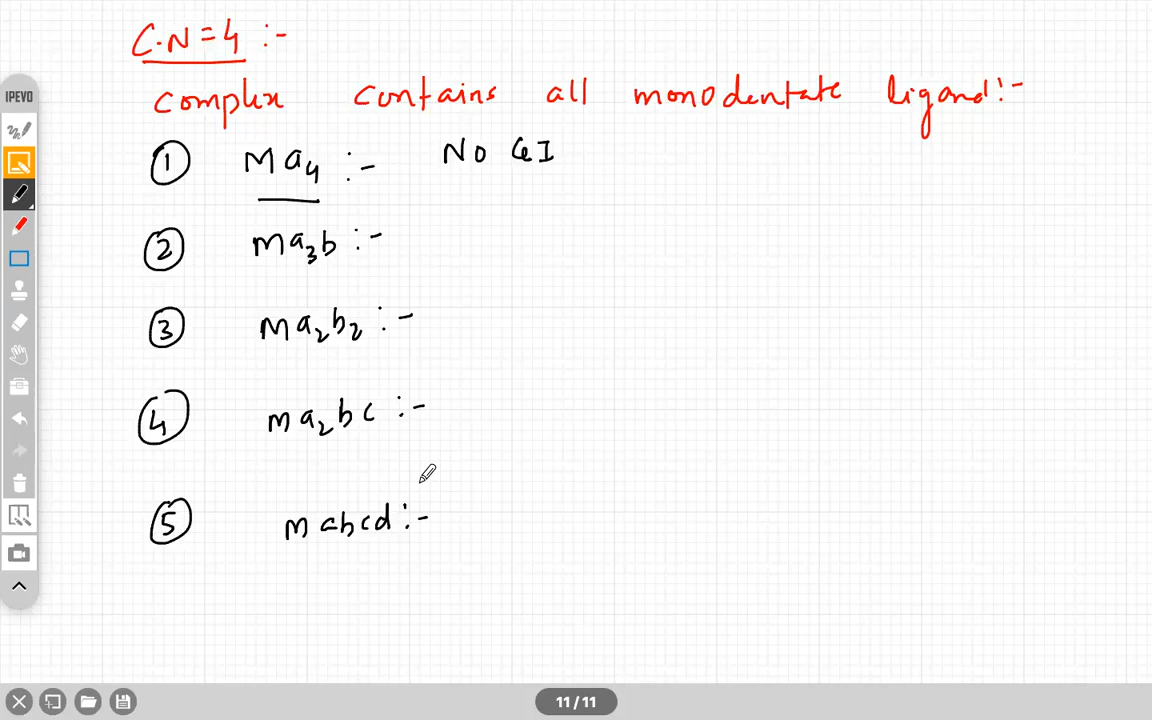 C.N = 4 :-
IPEVO
complex contains all monodentate ligand :-
① Ma₄ :- No GI
② ma₃b :-
③ ma₂b₂ :-
④ ma₂bc :-
⑤ mabcd :-
11/11